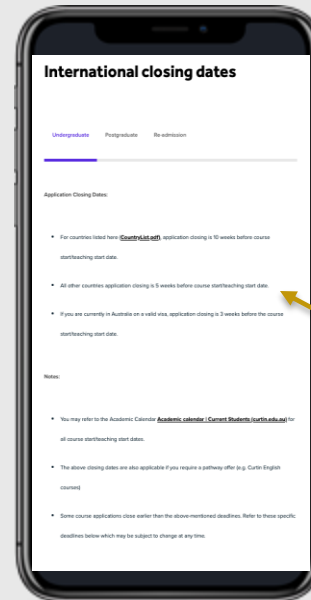 International closing dates
Undergraduate Postgraduate Re-admission
Application Closing Dates:
• For countries listed here (CountryList.pdf), application closing is 10 weeks before course
start/teaching start date.
• All other countries application closing is 5 weeks before course start/teaching start date.
• If you are currently in Australia on a valid visa, application closing is 3 weeks before the course
start/teaching start date.
Notes:
• You may refer to the Academic Calendar Academic calendar | Current Students (curtin.edu.au) for
all course start/teaching start dates.
• The above closing dates are also applicable if you require a pathway offer (e.g. Curtin English
courses)
• Some course applications close earlier than the above-mentioned deadlines. Refer to these specific
deadlines below which may be subject to change at any time.